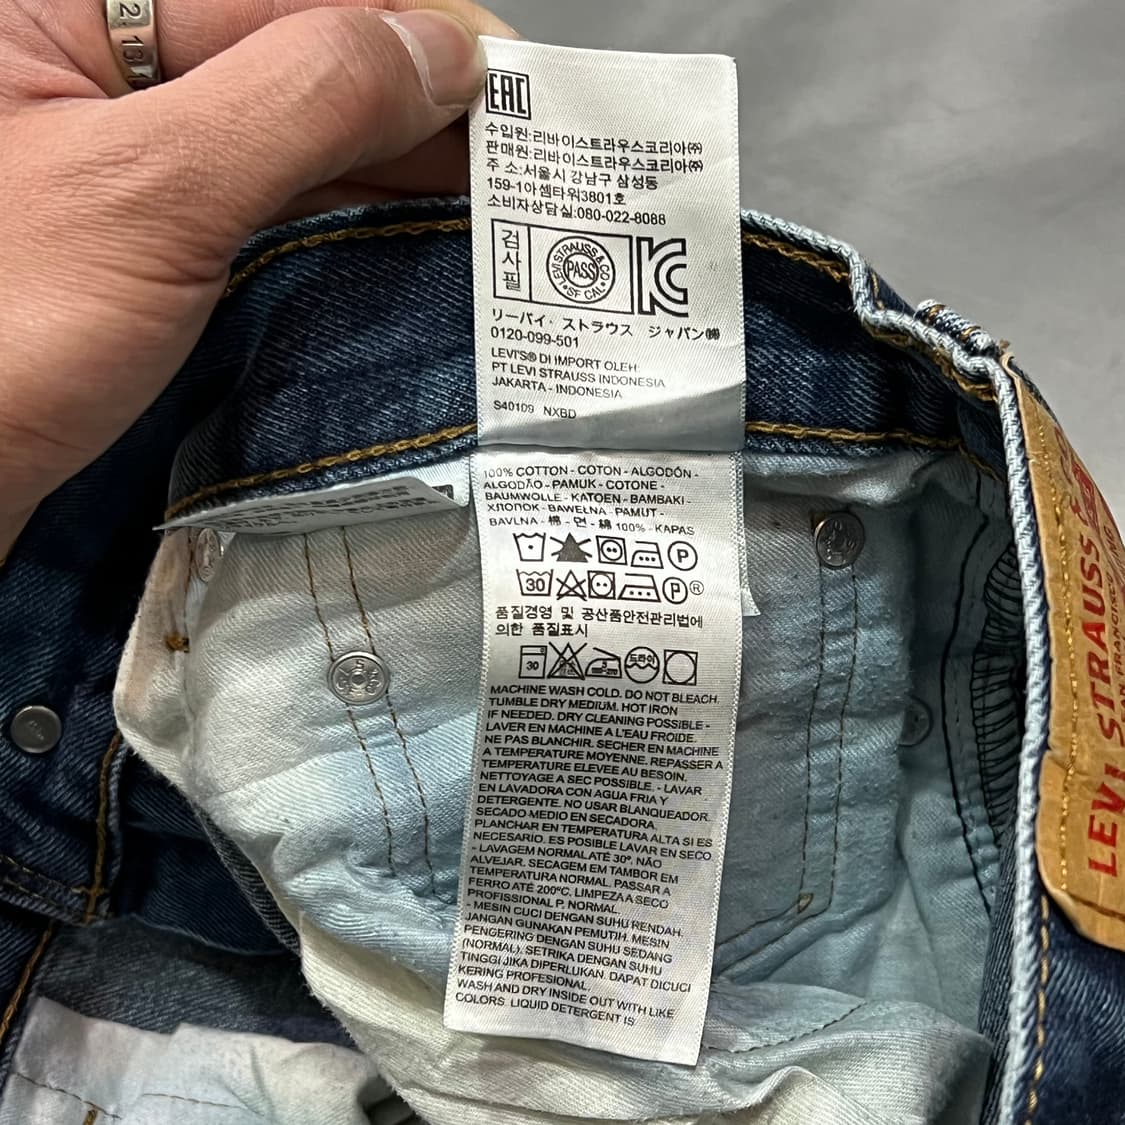 2 13 1
EAC
수입원:리바이스트라우스코리아㈜
판매원:리바이스트라우스코리아㈜
주 소:서울시 강남구 삼성동
159-1아셈타워3801호
소비자상담실:080-022-8088
검사필
LEVI STRAUSS & CO
PASS
SF CAL
KC
リーバイ・ストラウス ジャパン㈱
0120-099-501
LEVI'S® DI IMPORT OLEH:
PT LEVI STRAUSS INDONESIA
JAKARTA - INDONESIA
S40109 NXBD
100% COTTON - COTON - ALGODÓN -
ALGODÃO - PAMUK - COTONE -
BAUMWOLLE - KATOEN - BAMBAKI -
ХЛОПОК - BAWEŁNA - PAMUT -
BAVLNA - 棉 - 면 - 綿 100% - KAPAS
P
30 P ®
품질경영 및 공산품안전관리법에
의한 품질표시
30 드라이
MACHINE WASH COLD. DO NOT BLEACH.
TUMBLE DRY MEDIUM. HOT IRON
IF NEEDED. DRY CLEANING POSSIBLE -
LAVER EN MACHINE A L'EAU FROIDE.
NE PAS BLANCHIR. SECHER EN MACHINE
A TEMPERATURE MOYENNE. REPASSER A
TEMPERATURE ELEVEE AU BESOIN.
NETTOYAGE A SEC POSSIBLE. - LAVAR
EN LAVADORA CON AGUA FRIA Y
DETERGENTE. NO USAR BLANQUEADOR.
SECADO MEDIO EN SECADORA.
PLANCHAR EN TEMPERATURA ALTA SI ES
NECESARIO. ES POSIBLE LAVAR EN SECO.
- LAVAGEM NORMAL ATÉ 30°. NÃO
ALVEJAR. SECAGEM EM TAMBOR EM
TEMPERATURA NORMAL. PASSAR A
FERRO ATÉ 200°C. LIMPEZA A SECO
PROFISSIONAL P, NORMAL.
- MESIN CUCI DENGAN SUHU RENDAH.
JANGAN GUNAKAN PEMUTIH. MESIN
PENGERING DENGAN SUHU SEDANG
(NORMAL). SETRIKA DENGAN SUHU
TINGGI JIKA DIPERLUKAN. DAPAT DICUCI
KERING PROFESIONAL.
WASH AND DRY INSIDE OUT WITH LIKE
COLORS. LIQUID DETERGENT IS
LEVI STRAUSS & CO
SAN FRANCISCO